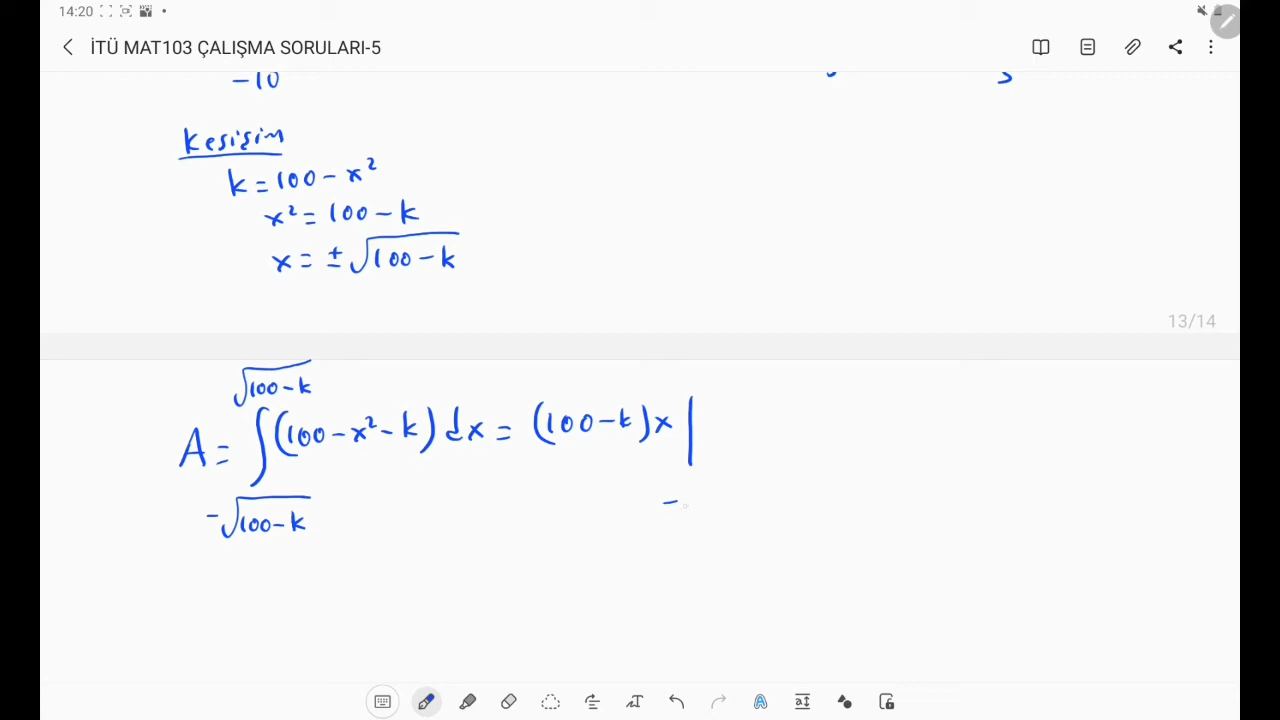 14:20
İTÜ MAT103 ÇALIŞMA SORULARI-5
-10
Kesişim
k = 100 - x²
x² = 100 - k
x = ± √100 - k
13/14
√100 - k
A = ∫(100 - x² - k) dx = (100 - k)x |
-√100 - k
-